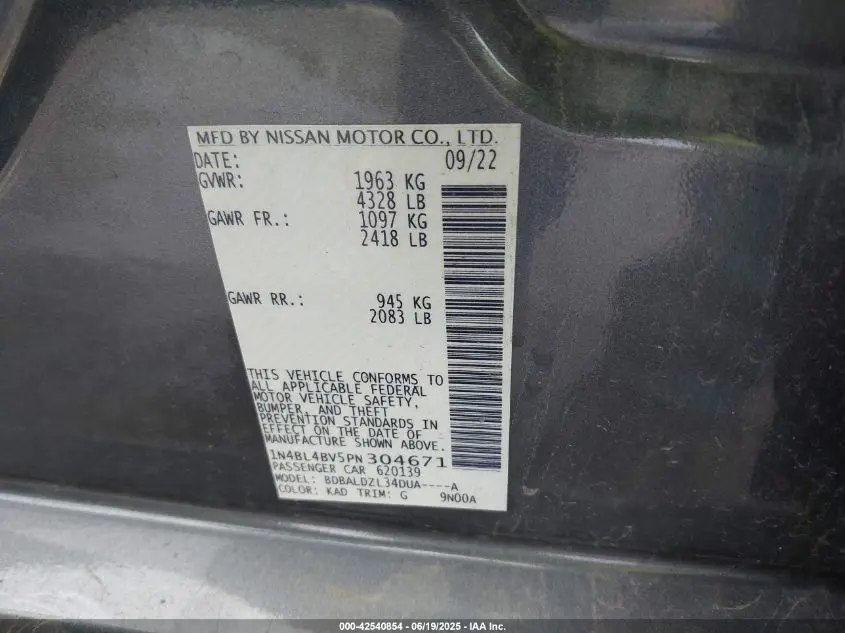 MFD BY NISSAN MOTOR CO., LTD.
DATE: 09/22
GVWR: 1963 KG
4328 LB
GAWR FR.: 1097 KG
2418 LB
GAWR RR.: 945 KG
2083 LB
THIS VEHICLE CONFORMS TO
ALL APPLICABLE FEDERAL
MOTOR VEHICLE SAFETY,
BUMPER, AND THEFT
PREVENTION STANDARDS IN
EFFECT ON THE DATE OF
MANUFACTURE SHOWN ABOVE.
1N4BL4BV5PN304671
PASSENGER CAR 620139
MODEL: BDBALDZL34DUA----A
COLOR: KAD TRIM: G 9N00A
000-42540854 - 06/19/2025 - IAA Inc.